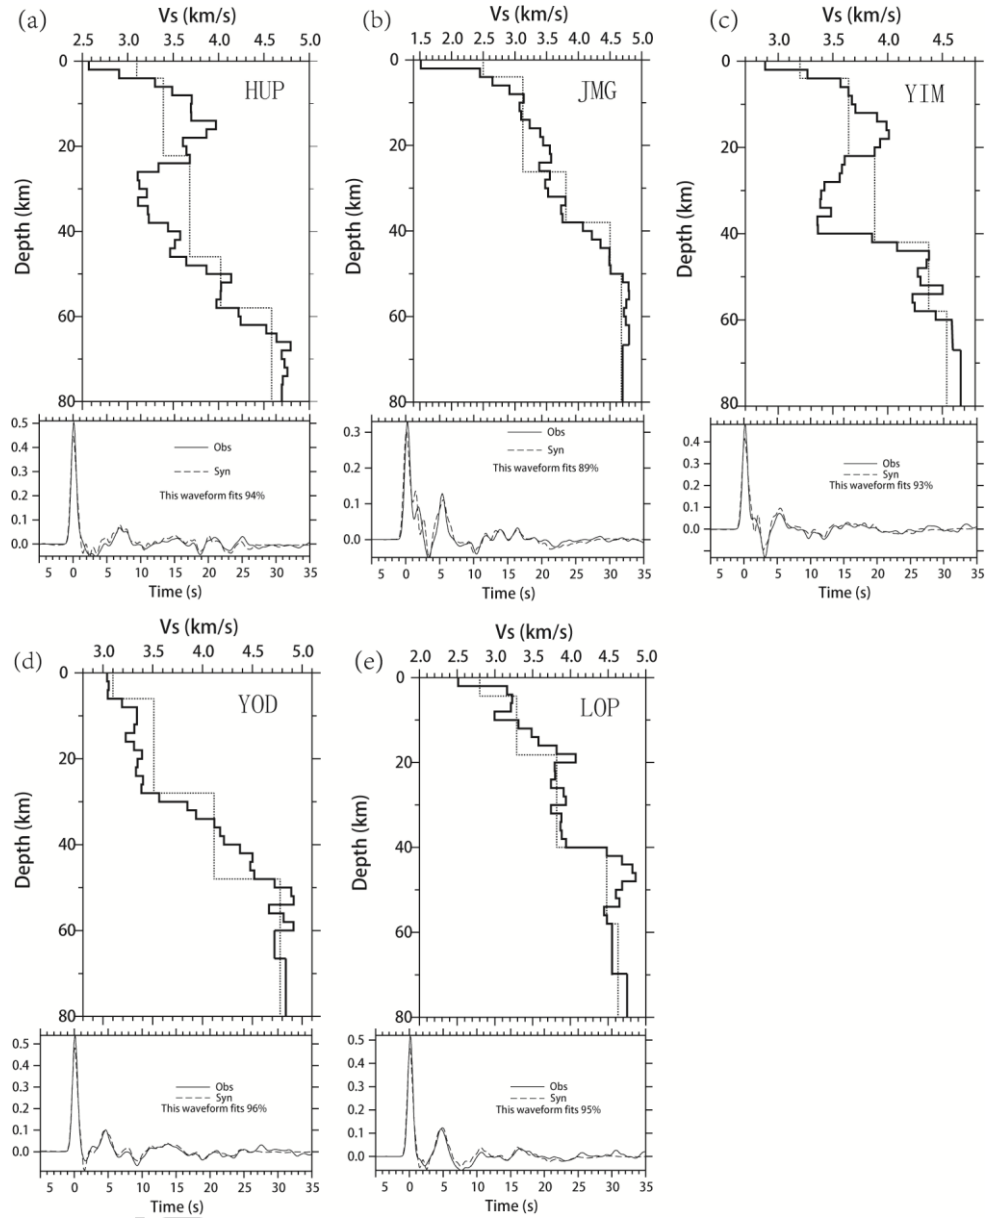 (a)
Vs (km/s)
2.5 3.0 3.5 4.0 4.5 5.0
0
20
40
60
80
Depth (km)
HUP
0.5
0.4
0.3
0.2
0.1
0.0
Obs
Syn
This waveform fits 94%
0 5 10 15 20 25 30 35
Time (s)
(b)
Vs (km/s)
1.5 2.0 2.5 3.0 3.5 4.0 4.5 5.0
0
20
40
60
80
Depth (km)
JMG
0.3
0.2
0.1
0.0
Obs
Syn
This waveform fits 89%
0 5 10 15 20 25 30 35
Time (s)
(c)
Vs (km/s)
3.0 3.5 4.0 4.5
0
20
40
60
80
Depth (km)
YIM
0.4
0.3
0.2
0.1
0.0
Obs
Syn
This waveform fits 93%
0 5 10 15 20 25 30 35
Time (s)
(d)
Vs (km/s)
3.0 3.5 4.0 4.5 5.0
0
20
40
60
80
Depth (km)
YOD
0.5
0.4
0.3
0.2
0.1
0.0
Obs
Syn
This waveform fits 96%
0 5 10 15 20 25 30 35
Time (s)
(e)
Vs (km/s)
2.0 2.5 3.0 3.5 4.0 4.5 5.0
0
20
40
60
80
Depth (km)
LOP
0.5
0.4
0.3
0.2
0.1
0.0
Obs
Syn
This waveform fits 95%
0 5 10 15 20 25 30 35
Time (s)